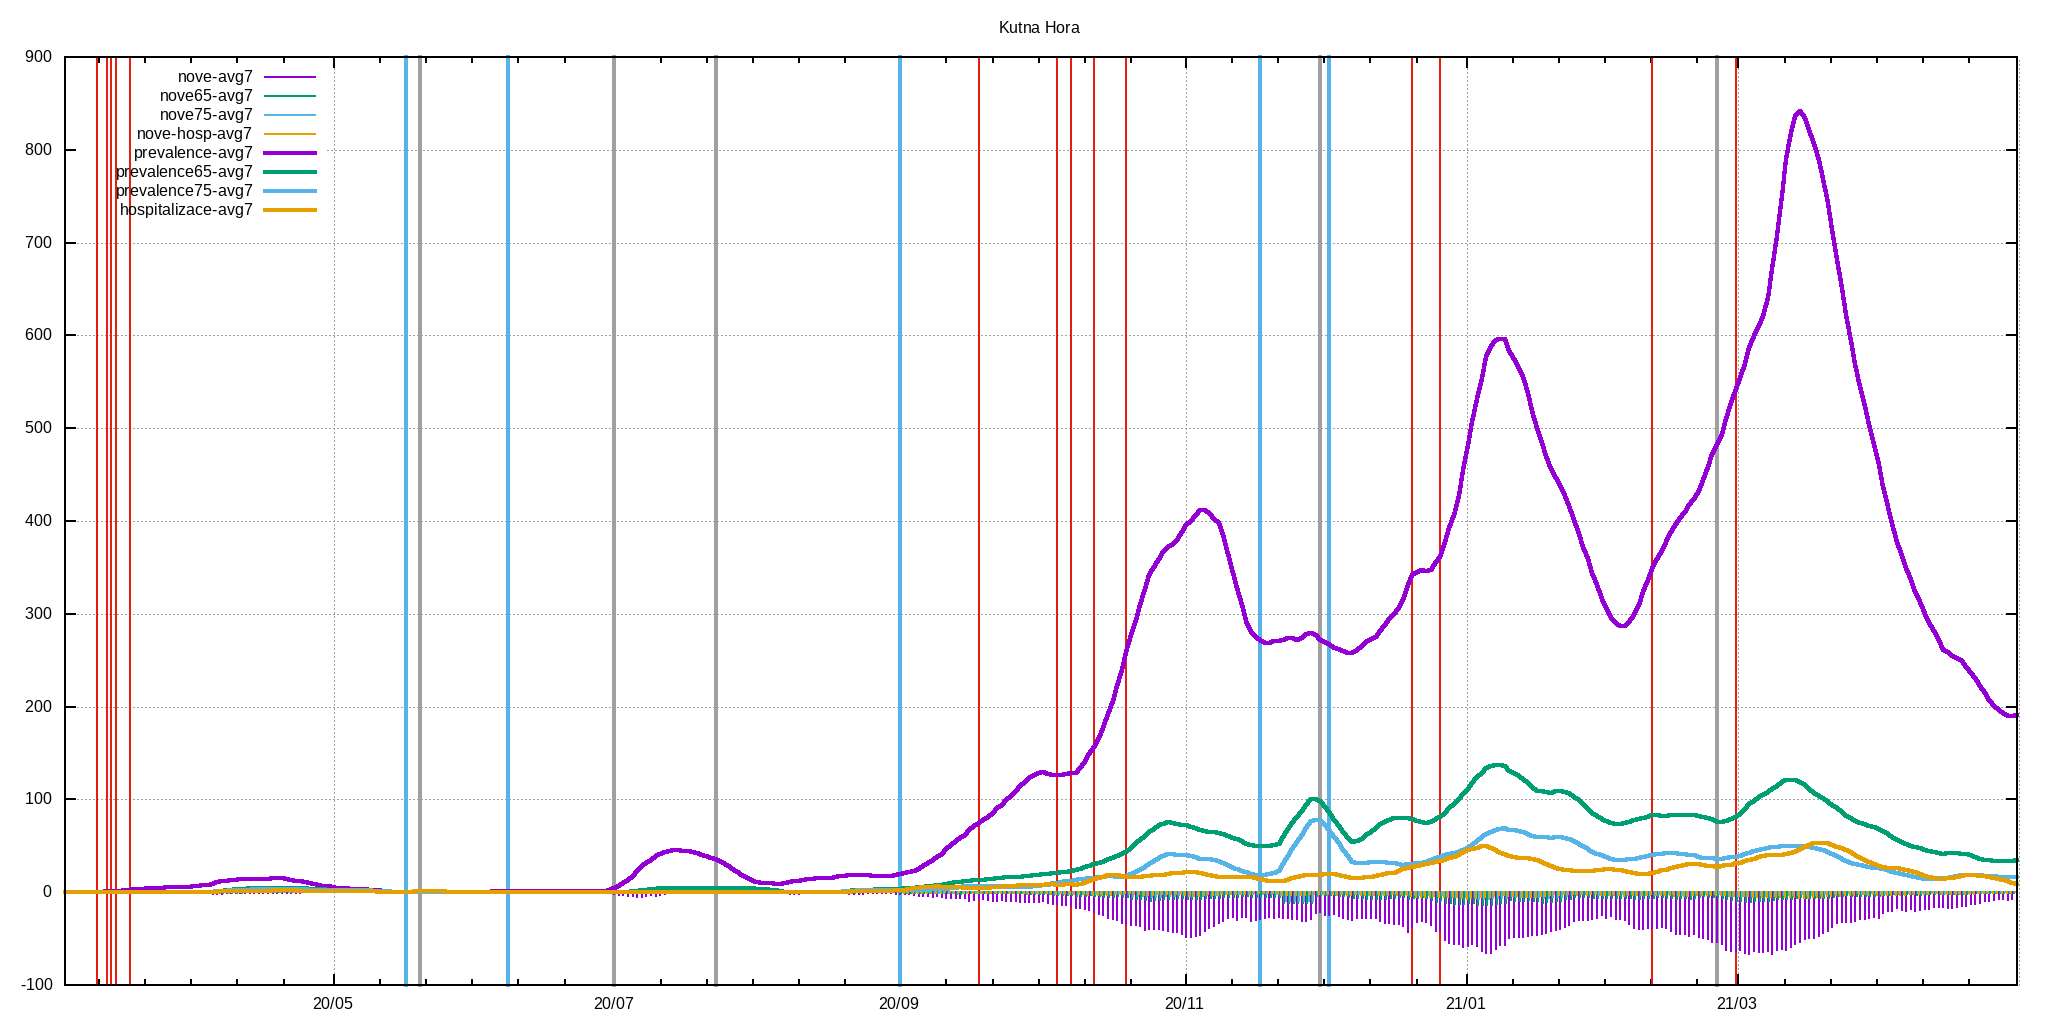 Kutna Hora
900
800
700
600
500
400
300
200
100
0
-100
nove-avg7
nove65-avg7
nove75-avg7
nove-hosp-avg7
prevalence-avg7
prevalence65-avg7
prevalence75-avg7
hospitalizace-avg7
20/05
20/07
20/09
20/11
21/01
21/03